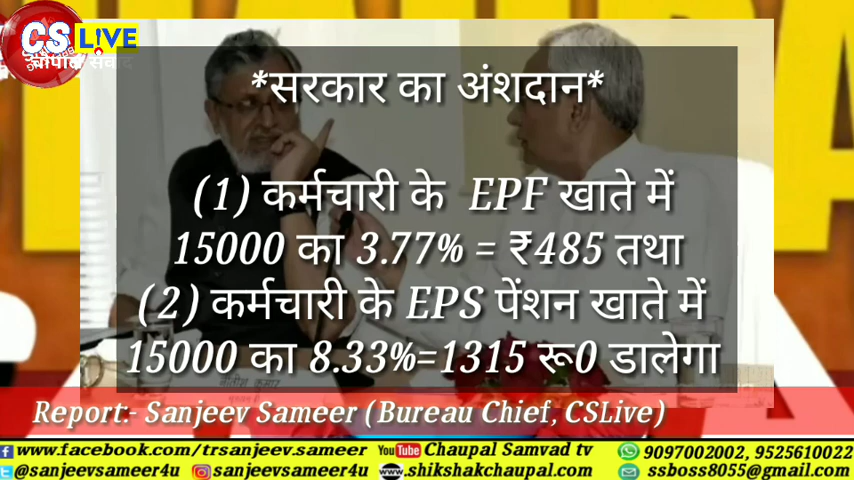 CS LIVE
चौपाल संवाद
*सरकार का अंशदान*
(1) कर्मचारी के EPF खाते में
15000 का 3.77% = ₹485 तथा
(2) कर्मचारी के EPS पेंशन खाते में
15000 का 8.33%=1315 रू0 डालेगा
नीतीश कुमार
Report:- Sanjeev Sameer (Bureau Chief, CSLive)
www.facebook.com/trsanjeev.sameer YouTube Chaupal Samvad tv 9097002002, 9525610022
@sanjeevsameer4u sanjeevsameer4u www.shikshakchaupal.com ssboss8055@gmail.com